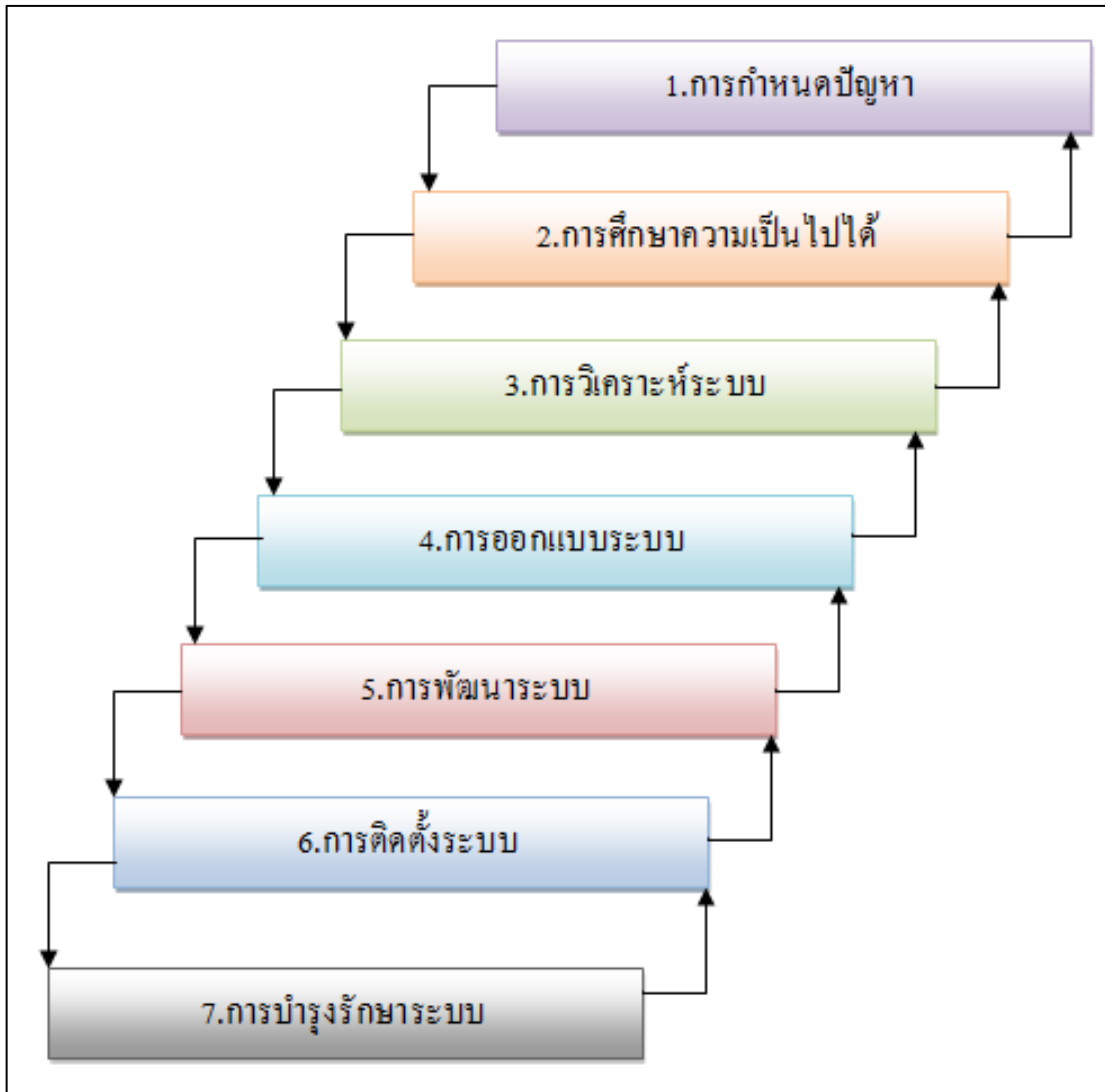 1.การกำหนดปัญหา
2.การศึกษาความเป็นไปได้
3.การวิเคราะห์ระบบ
4.การออกแบบระบบ
5.การพัฒนาระบบ
6.การติดตั้งระบบ
7.การบำรุงรักษาระบบ